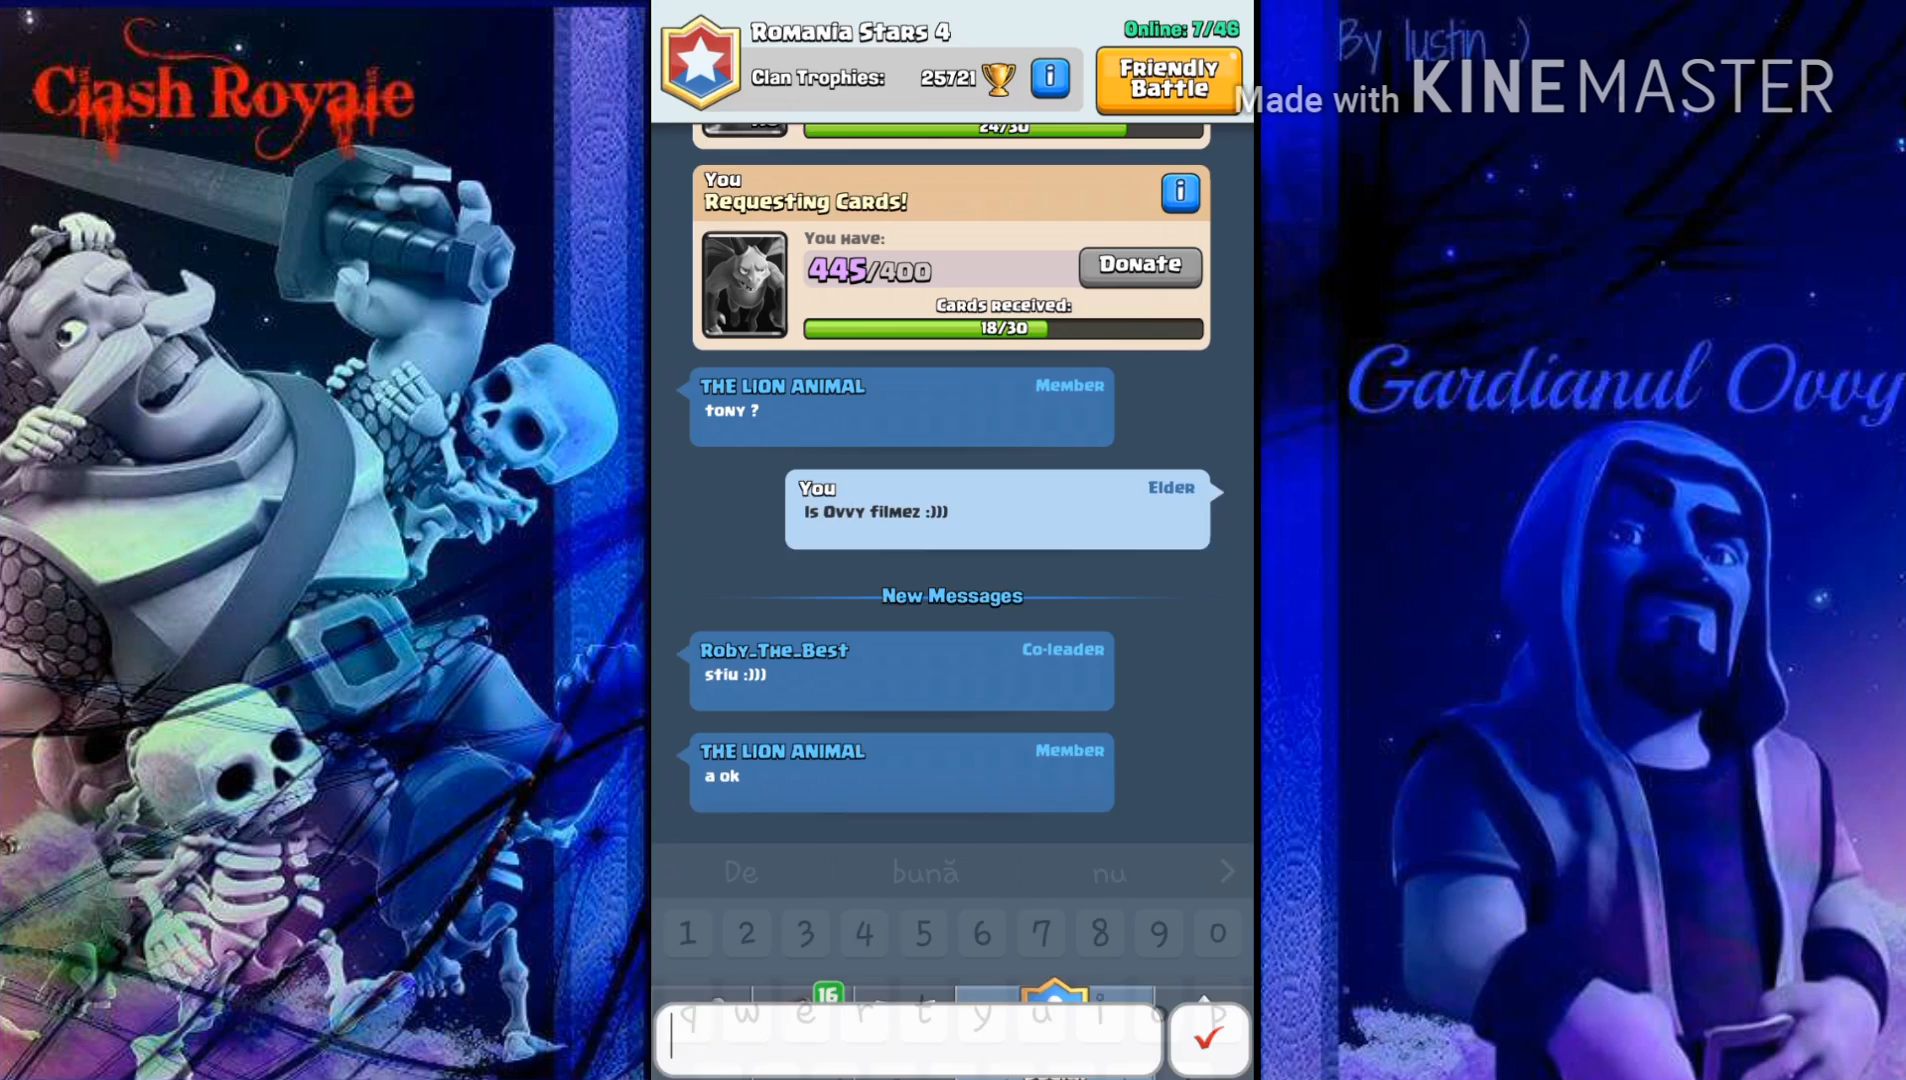 Clash Royale
Romania Stars 4
Online: 7/46
Clan Trophies: 25721
i
Friendly
Battle
By Iustin :)
Made with KINEMASTER
24/30
You
Requesting Cards!
i
You have:
445/400
Donate
Cards received:
18/30
THE LION ANIMAL
Member
tony ?
You
Elder
Is Ovvy filmez :)))
New Messages
Roby_The_Best
Co-leader
stiu :)))
THE LION ANIMAL
Member
a ok
Gardianul Ovvy
De bună nu
1 2 3 4 5 6 7 8 9 0
16
q w e r t y u i o p